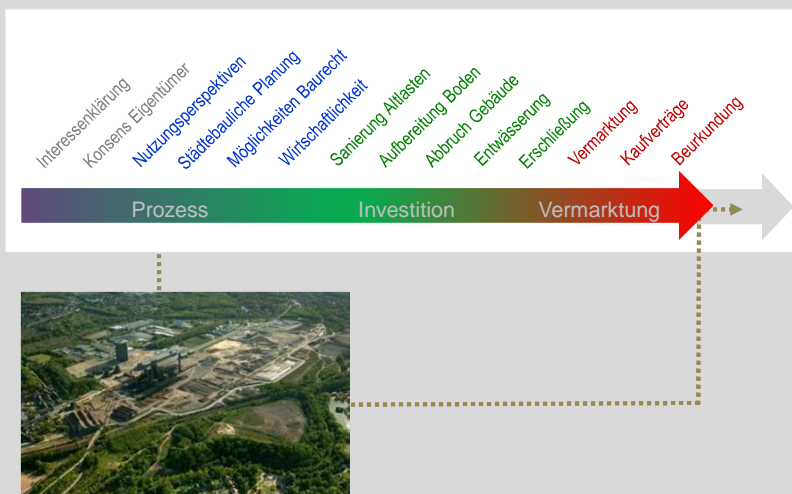 Interessenklärung
Konsens Eigentümer
Nutzungsperspektiven
Städtebauliche Planung
Möglichkeiten Baurecht
Wirtschaftlichkeit
Sanierung Altlasten
Aufbereitung Boden
Abbruch Gebäude
Entwässerung
Erschließung
Vermarktung
Kaufverträge
Beurkundung
Prozess
Investition
Vermarktung